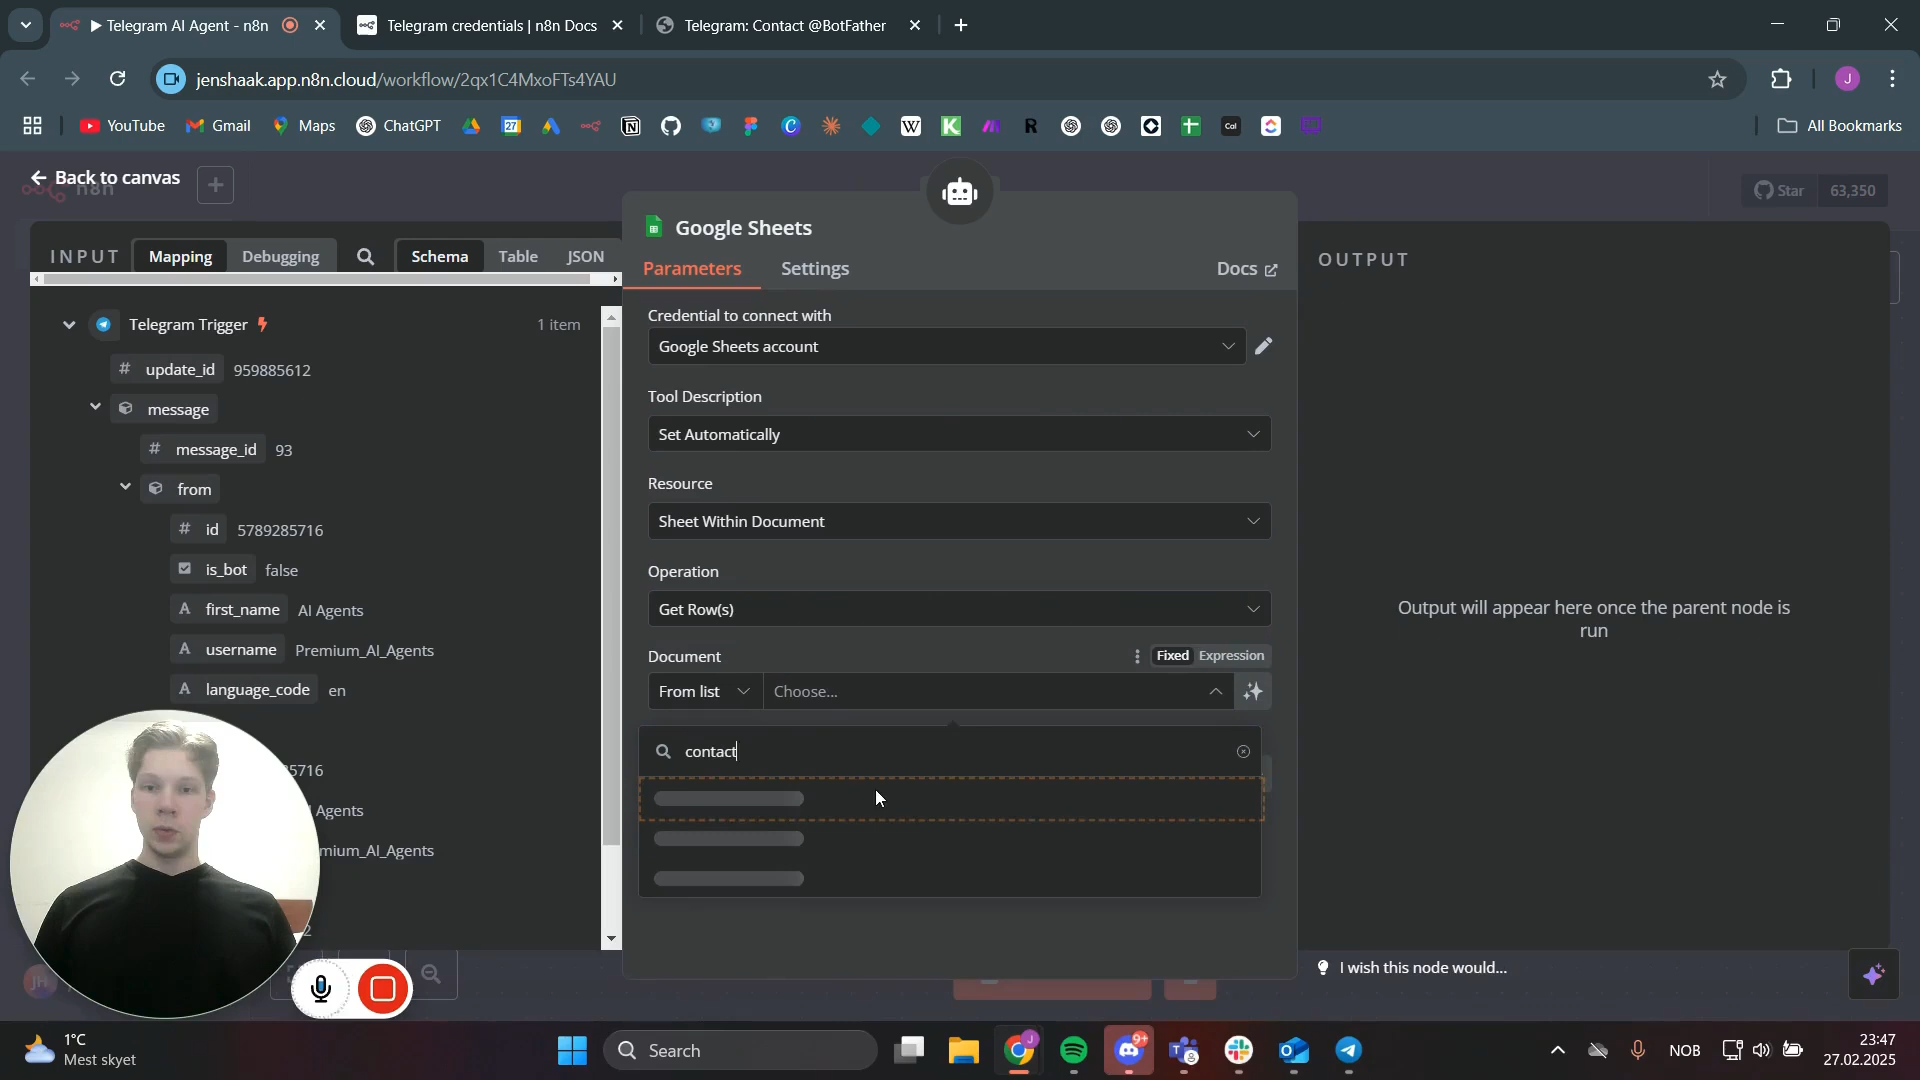 Telegram AI Agent - n8n
Telegram credentials | n8n Docs
Telegram: Contact @BotFather
jenshaak.app.n8n.cloud/workflow/2qx1C4MxoFTs4YAU
YouTube
Gmail
Maps
ChatGPT
All Bookmarks
Back to canvas
n8n
Star
63,350
INPUT
Mapping
Debugging
Schema
Table
JSON
Telegram Trigger
1 item
# update_id 959885612
message
# message_id 93
from
# id 5789285716
is_bot false
A first_name AI Agents
A username Premium_AI_Agents
A language_code en
5716
Agents
mium_AI_Agents
2
Google Sheets
Parameters
Settings
Docs
Credential to connect with
Google Sheets account
Tool Description
Set Automatically
Resource
Sheet Within Document
Operation
Get Row(s)
Document
Fixed
Expression
From list
Choose...
contact
OUTPUT
Output will appear here once the parent node is
run
I wish this node would...
1°C
Mest skyet
Search
9+
NOB
23:47
27.02.2025